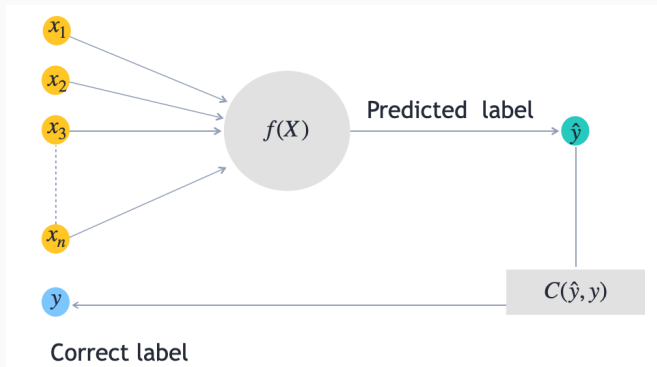 x₁
x₂
x₃
xₙ
f(X)
Predicted label
ŷ
C(ŷ, y)
y
Correct label